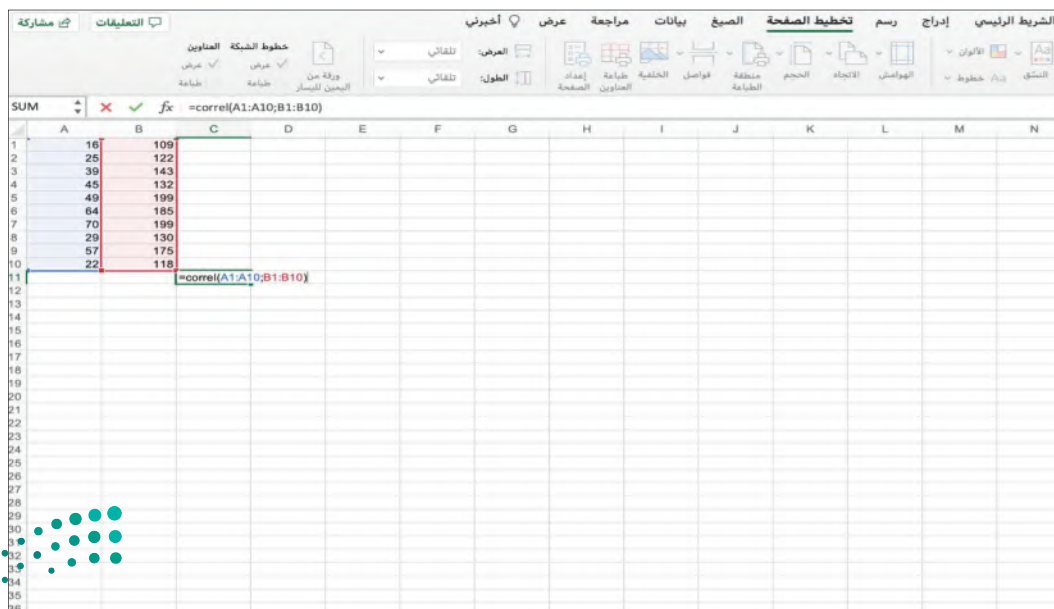 الشريط الرئيسي إدراج رسم تخطيط الصفحة الصيغ بيانات مراجعة عرض أخبرني التعليقات مشاركة
Aa النسق
الألوان
Aa خطوط
الهوامش
الاتجاه
الحجم
منطقة
الطباعة
فواصل
الخلفية
طباعة
العناوين
إعداد
الصفحة
العرض: تلقائي
الطول: تلقائي
ورقة من
اليمين لليسار
خطوط الشبكة العناوين
عرض عرض
طباعة طباعة
SUM fx =correl(A1:A10;B1:B10)
A B C D E F G H I J K L M N
1 16 109
2 25 122
3 39 143
4 45 132
5 49 199
6 64 185
7 70 199
8 29 130
9 57 175
10 22 118
11 =correl(A1:A10;B1:B10)
12
13
14
15
16
17
18
19
20
21
22
23
24
25
26
27
28
29
30
31
32
33
34
35
36